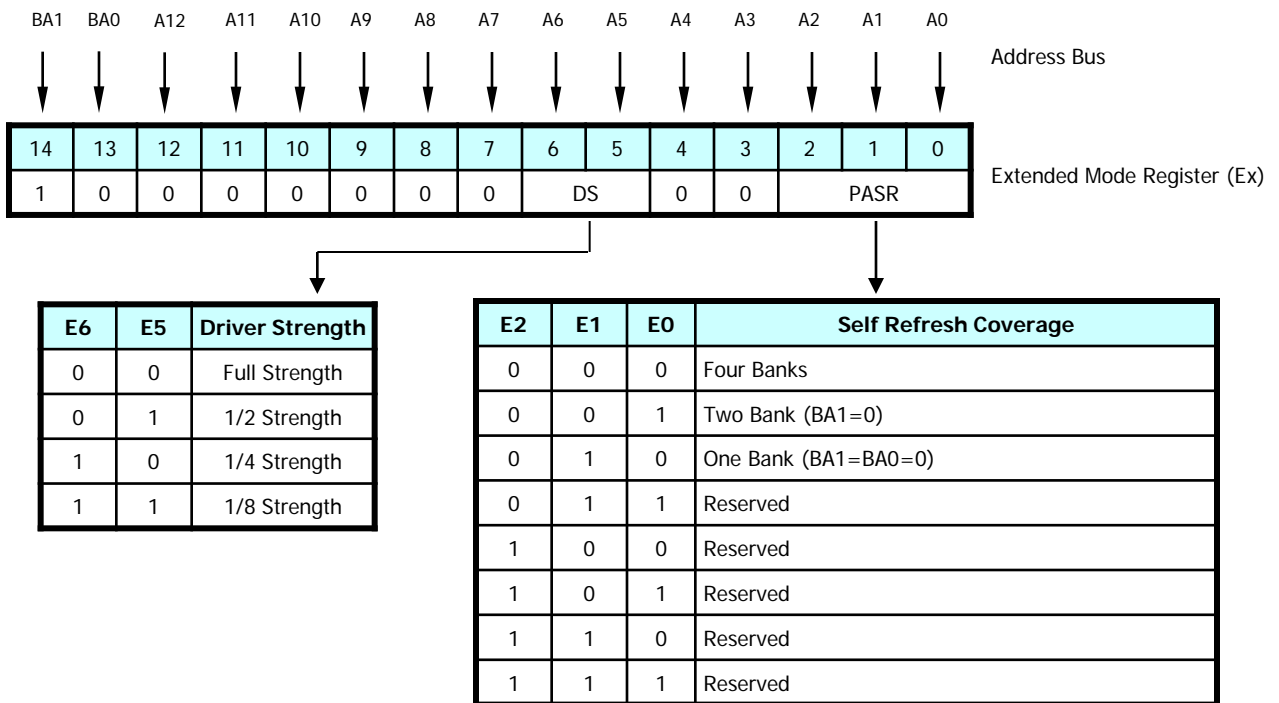 BA1 BA0 A12 A11 A10 A9 A8 A7 A6 A5 A4 A3 A2 A1 A0
Address Bus
14 13 12 11 10 9 8 7 6 5 4 3 2 1 0
1 0 0 0 0 0 0 0 DS 0 0 PASR
Extended Mode Register (Ex)
E6 E5 Driver Strength
0 0 Full Strength
0 1 1/2 Strength
1 0 1/4 Strength
1 1 1/8 Strength
E2 E1 E0 Self Refresh Coverage
0 0 0 Four Banks
0 0 1 Two Bank (BA1=0)
0 1 0 One Bank (BA1=BA0=0)
0 1 1 Reserved
1 0 0 Reserved
1 0 1 Reserved
1 1 0 Reserved
1 1 1 Reserved